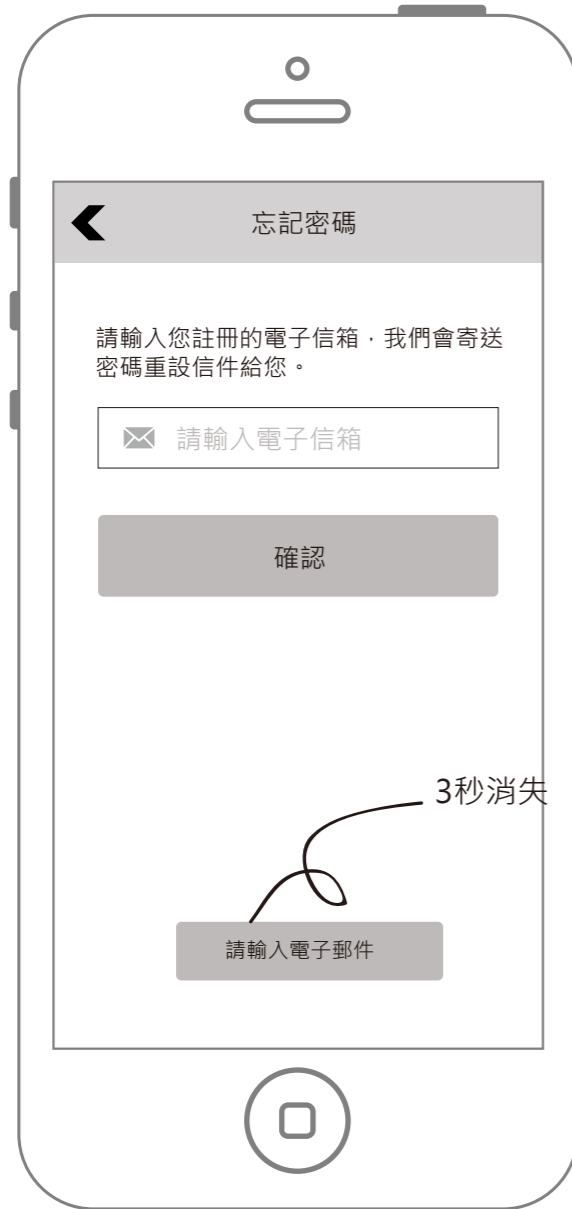 忘記密碼
請輸入您註冊的電子信箱，我們會寄送
密碼重設信件給您。
請輸入電子信箱
確認
3秒消失
請輸入電子郵件